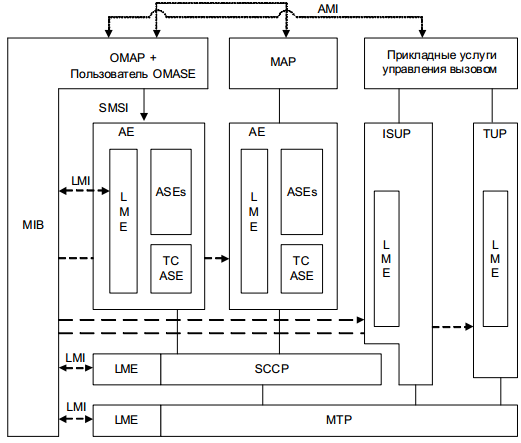 AMI
OMAP +
Пользователь OMASE
MAP
Прикладные услуги
управления вызовом
SMSI
AE
AE
ISUP
TUP
LMI
L
M
E
ASEs
TC
ASE
L
M
E
ASEs
TC
ASE
L
M
E
L
M
E
MIB
LMI
LME
SCCP
LMI
LME
MTP